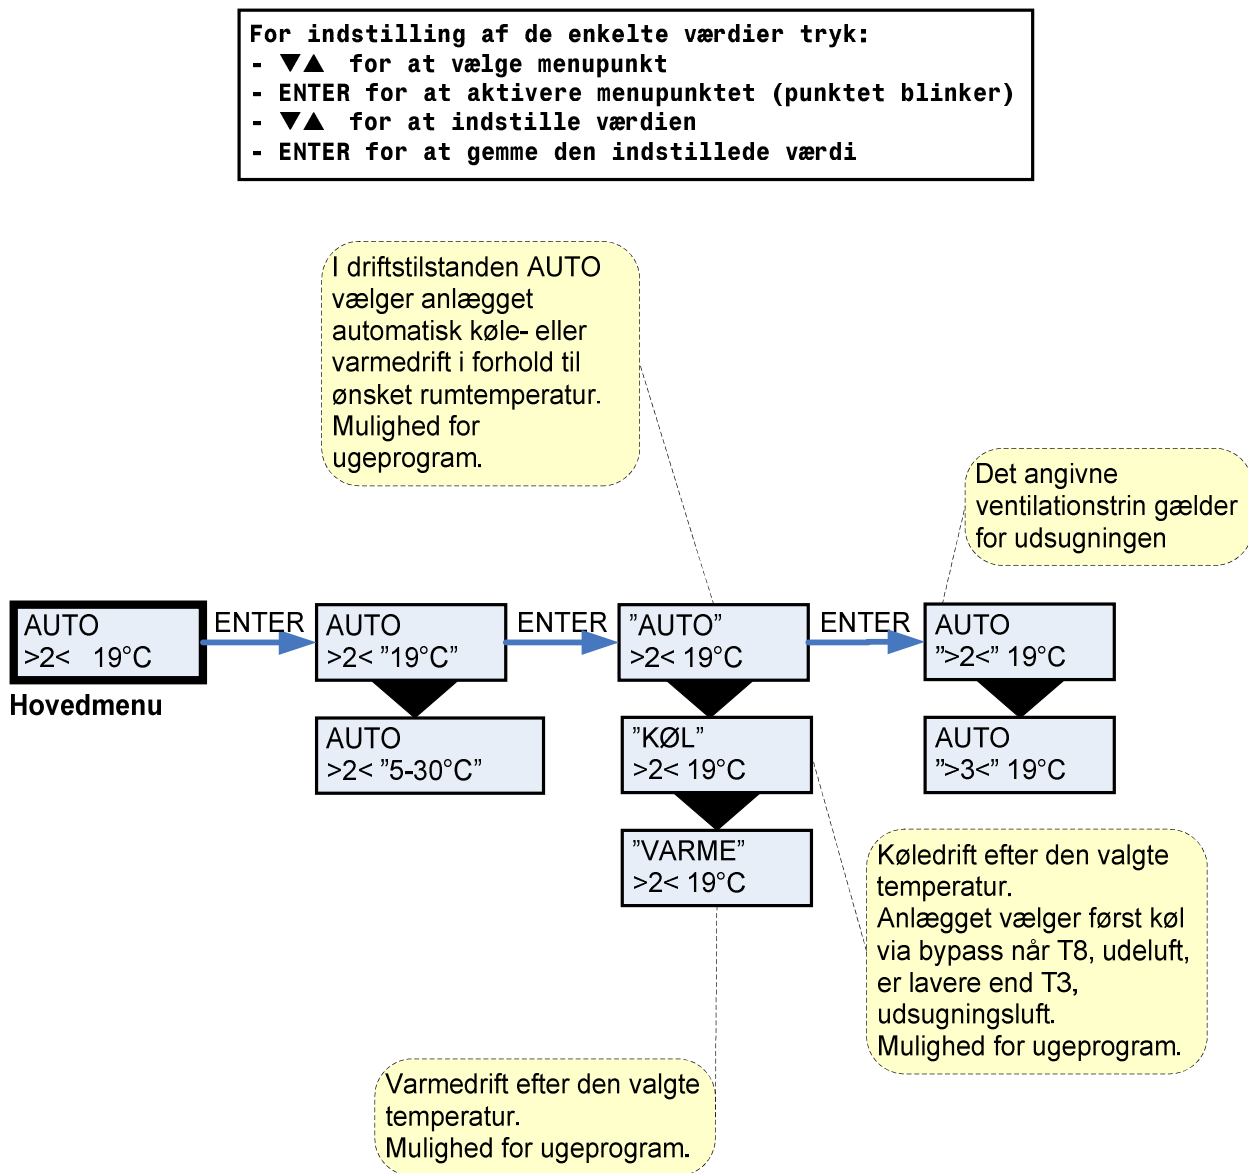 For indstilling af de enkelte værdier tryk:
- ▼▲ for at vælge menupunkt
- ENTER for at aktivere menupunktet (punktet blinker)
- ▼▲ for at indstille værdien
- ENTER for at gemme den indstillede værdi
I driftstilstanden AUTO
vælger anlægget
automatisk køle- eller
varmedrift i forhold til
ønsket rumtemperatur.
Mulighed for
ugeprogram.
Det angivne
ventilationstrin gælder
for udsugningen
AUTO
>2< 19°C
Hovedmenu
ENTER
AUTO
>2< ”19°C”
ENTER
”AUTO”
>2< 19°C
ENTER
AUTO
”>2<” 19°C
AUTO
>2< ”5-30°C”
”KØL”
>2< 19°C
AUTO
”>3<” 19°C
”VARME”
>2< 19°C
Køledrift efter den valgte
temperatur.
Anlægget vælger først køl
via bypass når T8, udeluft,
er lavere end T3,
udsugningsluft.
Mulighed for ugeprogram.
Varmedrift efter den valgte
temperatur.
Mulighed for ugeprogram.